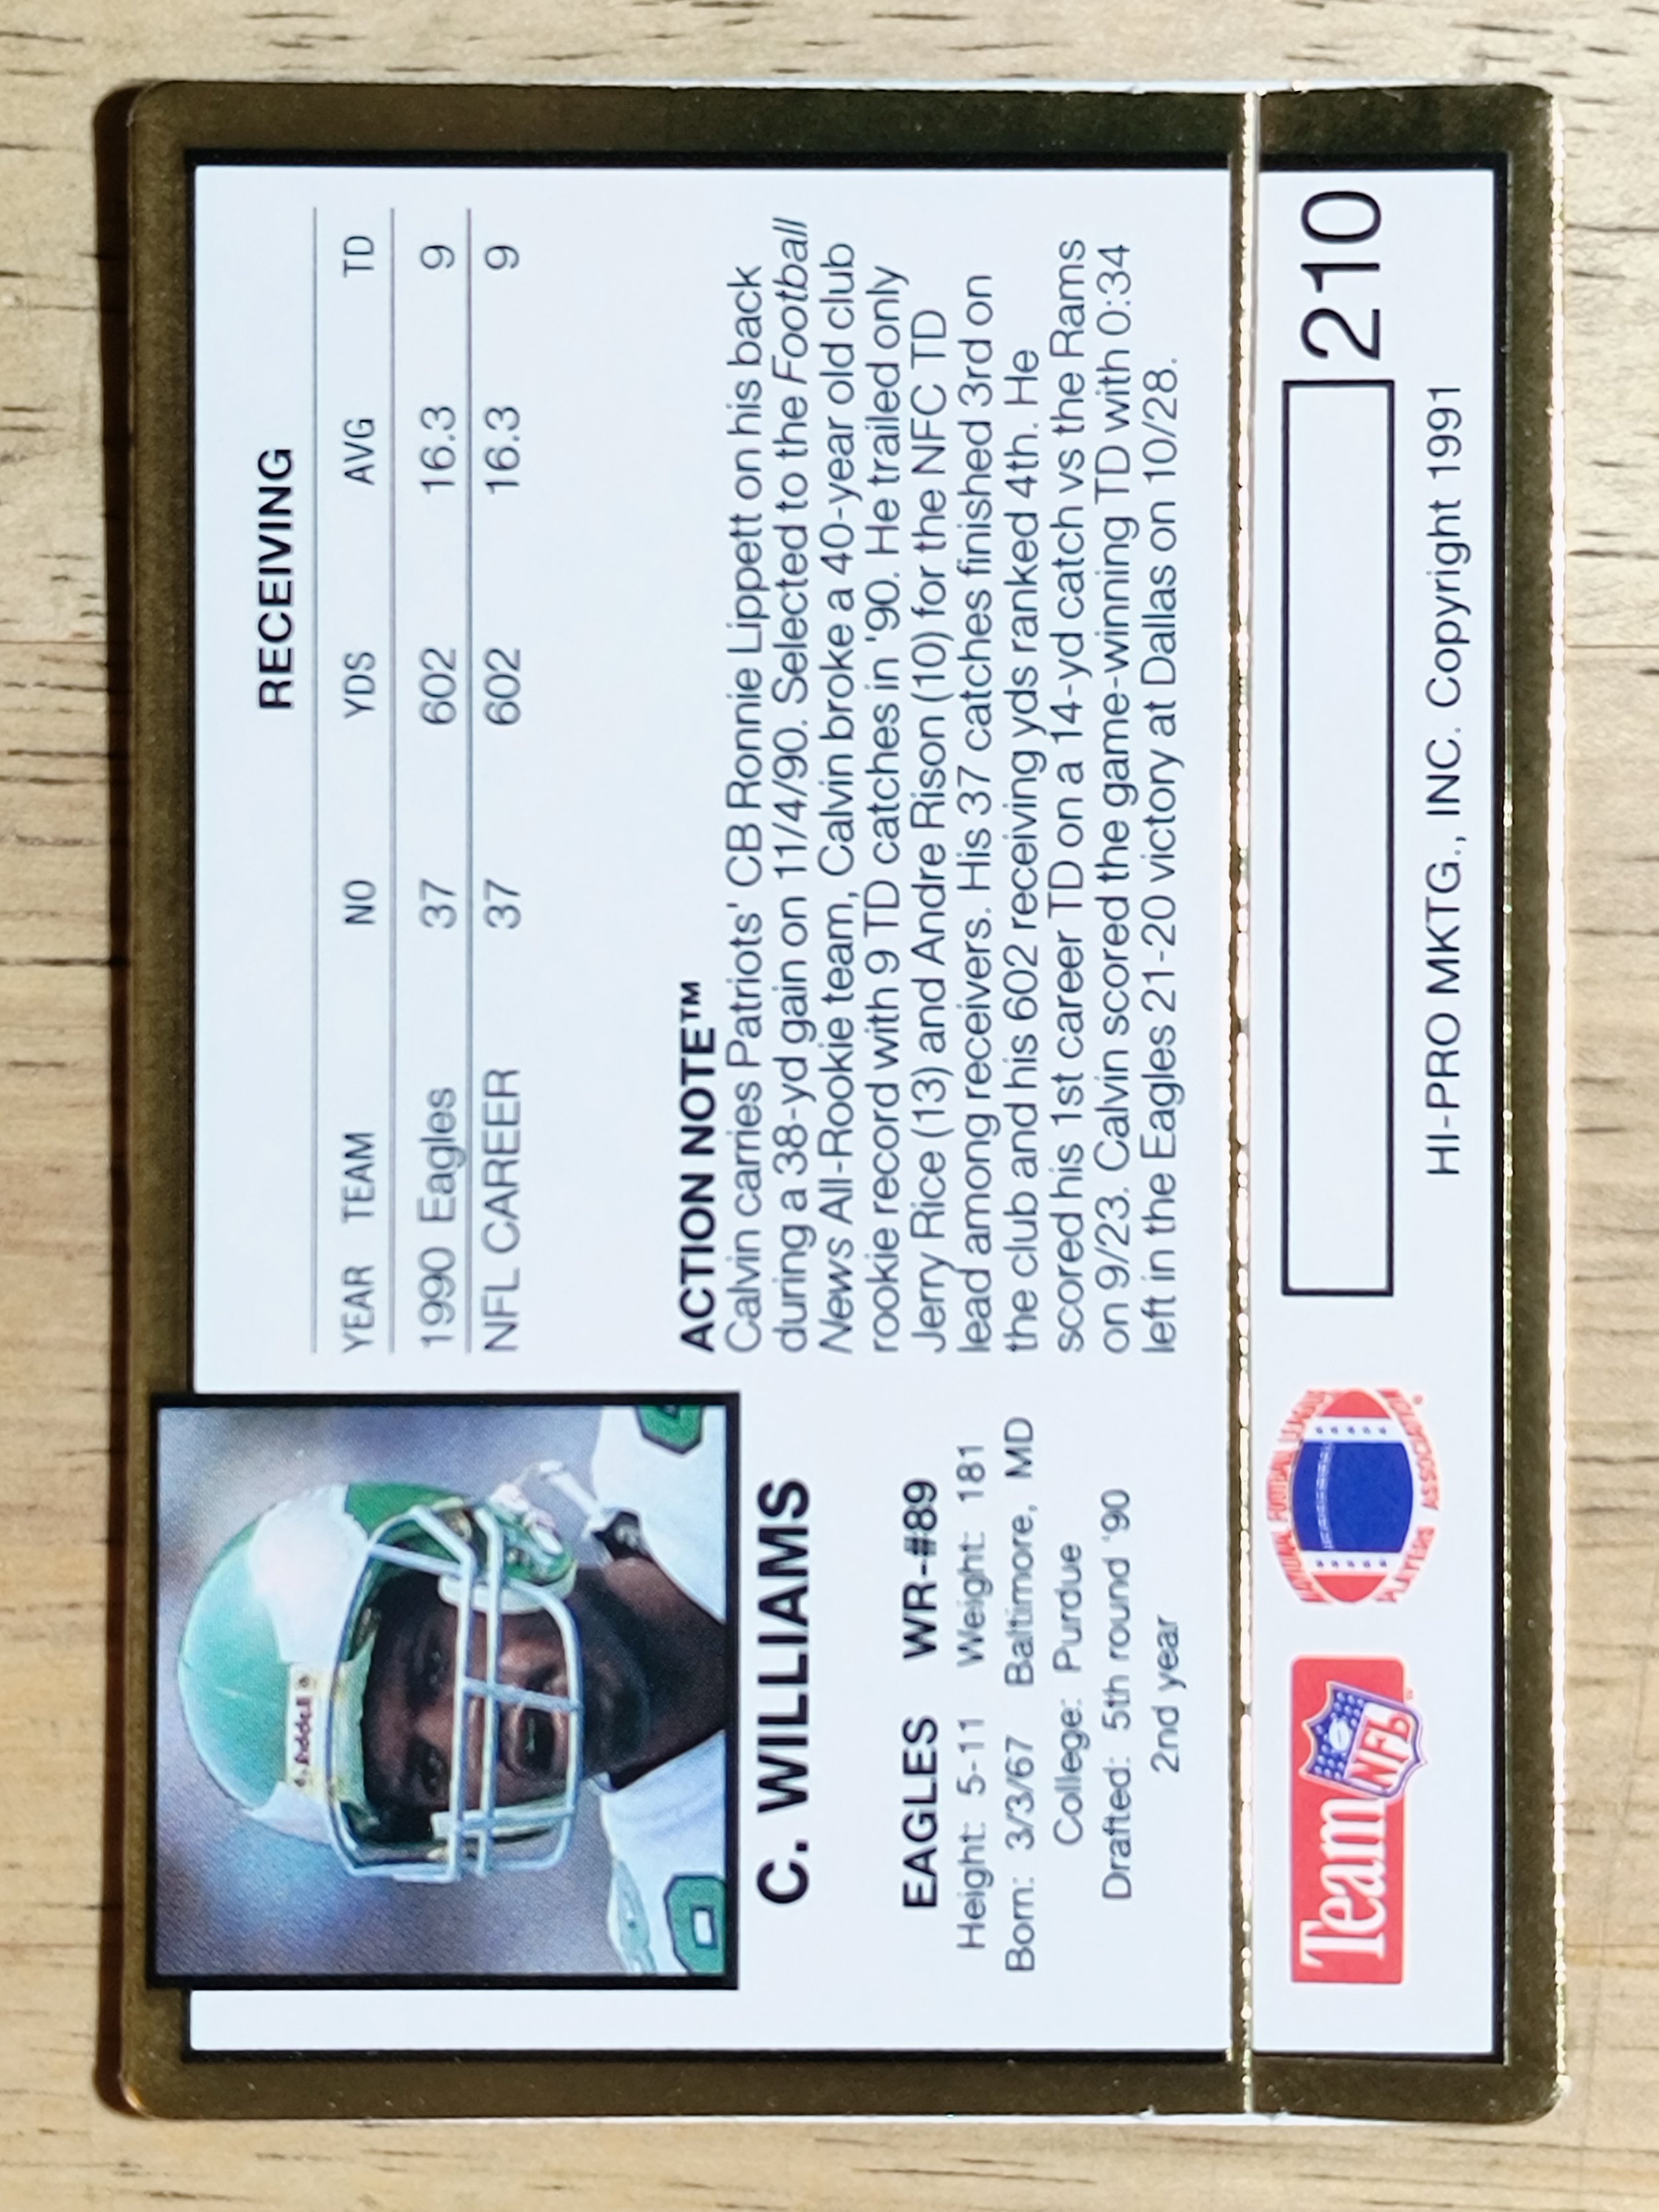 RECEIVING
YEAR TEAM NO YDS AVG TD
1990 Eagles 37 602 16.3 9
NFL CAREER 37 602 16.3 9
Riddell
C. WILLIAMS
EAGLES WR-#89
Height: 5-11 Weight: 181
Born: 3/3/67 Baltimore, MD
College: Purdue
Drafted: 5th round '90
2nd year
ACTION NOTE™
Calvin carries Patriots' CB Ronnie Lippett on his back
during a 38-yd gain on 11/4/90. Selected to the Football
News All-Rookie team, Calvin broke a 40-year old club
rookie record with 9 TD catches in '90. He trailed only
Jerry Rice (13) and Andre Rison (10) for the NFC TD
lead among receivers. His 37 catches finished 3rd on
the club and his 602 receiving yds ranked 4th. He
scored his 1st career TD on a 14-yd catch vs the Rams
on 9/23. Calvin scored the game-winning TD with 0:34
left in the Eagles 21-20 victory at Dallas on 10/28.
Team NFL
NATIONAL FOOTBALL LEAGUE
PLAYERS ASSOCIATION
210
HI-PRO MKTG., INC. Copyright 1991